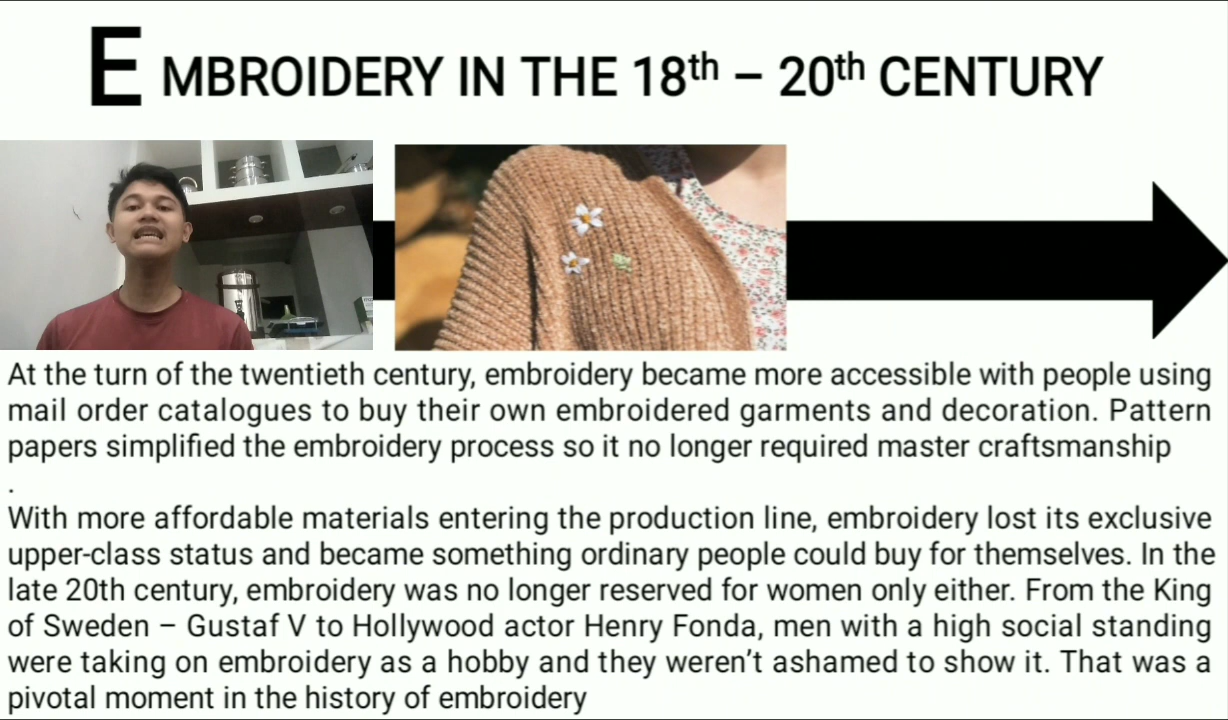 EMBROIDERY IN THE 18th – 20th CENTURY
At the turn of the twentieth century, embroidery became more accessible with people using
mail order catalogues to buy their own embroidered garments and decoration. Pattern
papers simplified the embroidery process so it no longer required master craftsmanship
.
With more affordable materials entering the production line, embroidery lost its exclusive
upper-class status and became something ordinary people could buy for themselves. In the
late 20th century, embroidery was no longer reserved for women only either. From the King
of Sweden – Gustaf V to Hollywood actor Henry Fonda, men with a high social standing
were taking on embroidery as a hobby and they weren’t ashamed to show it. That was a
pivotal moment in the history of embroidery